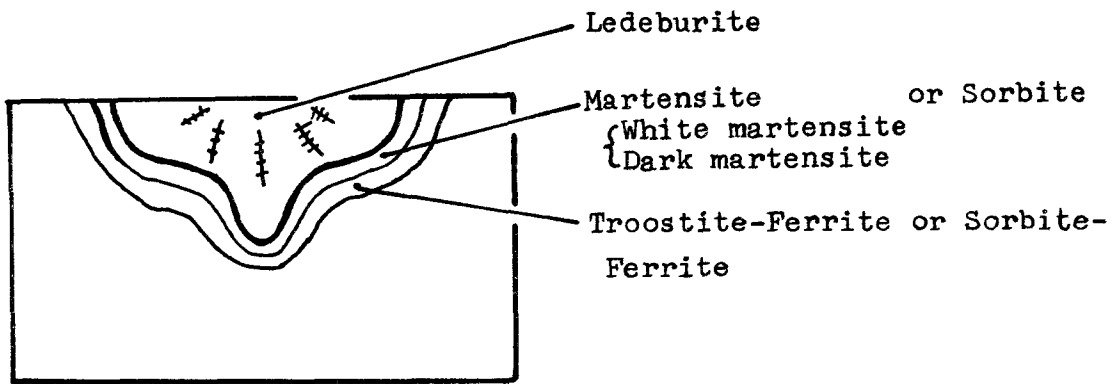 Ledeburite
Martensite or Sorbite
White martensite
Dark martensite
Troostite-Ferrite or Sorbite-
Ferrite